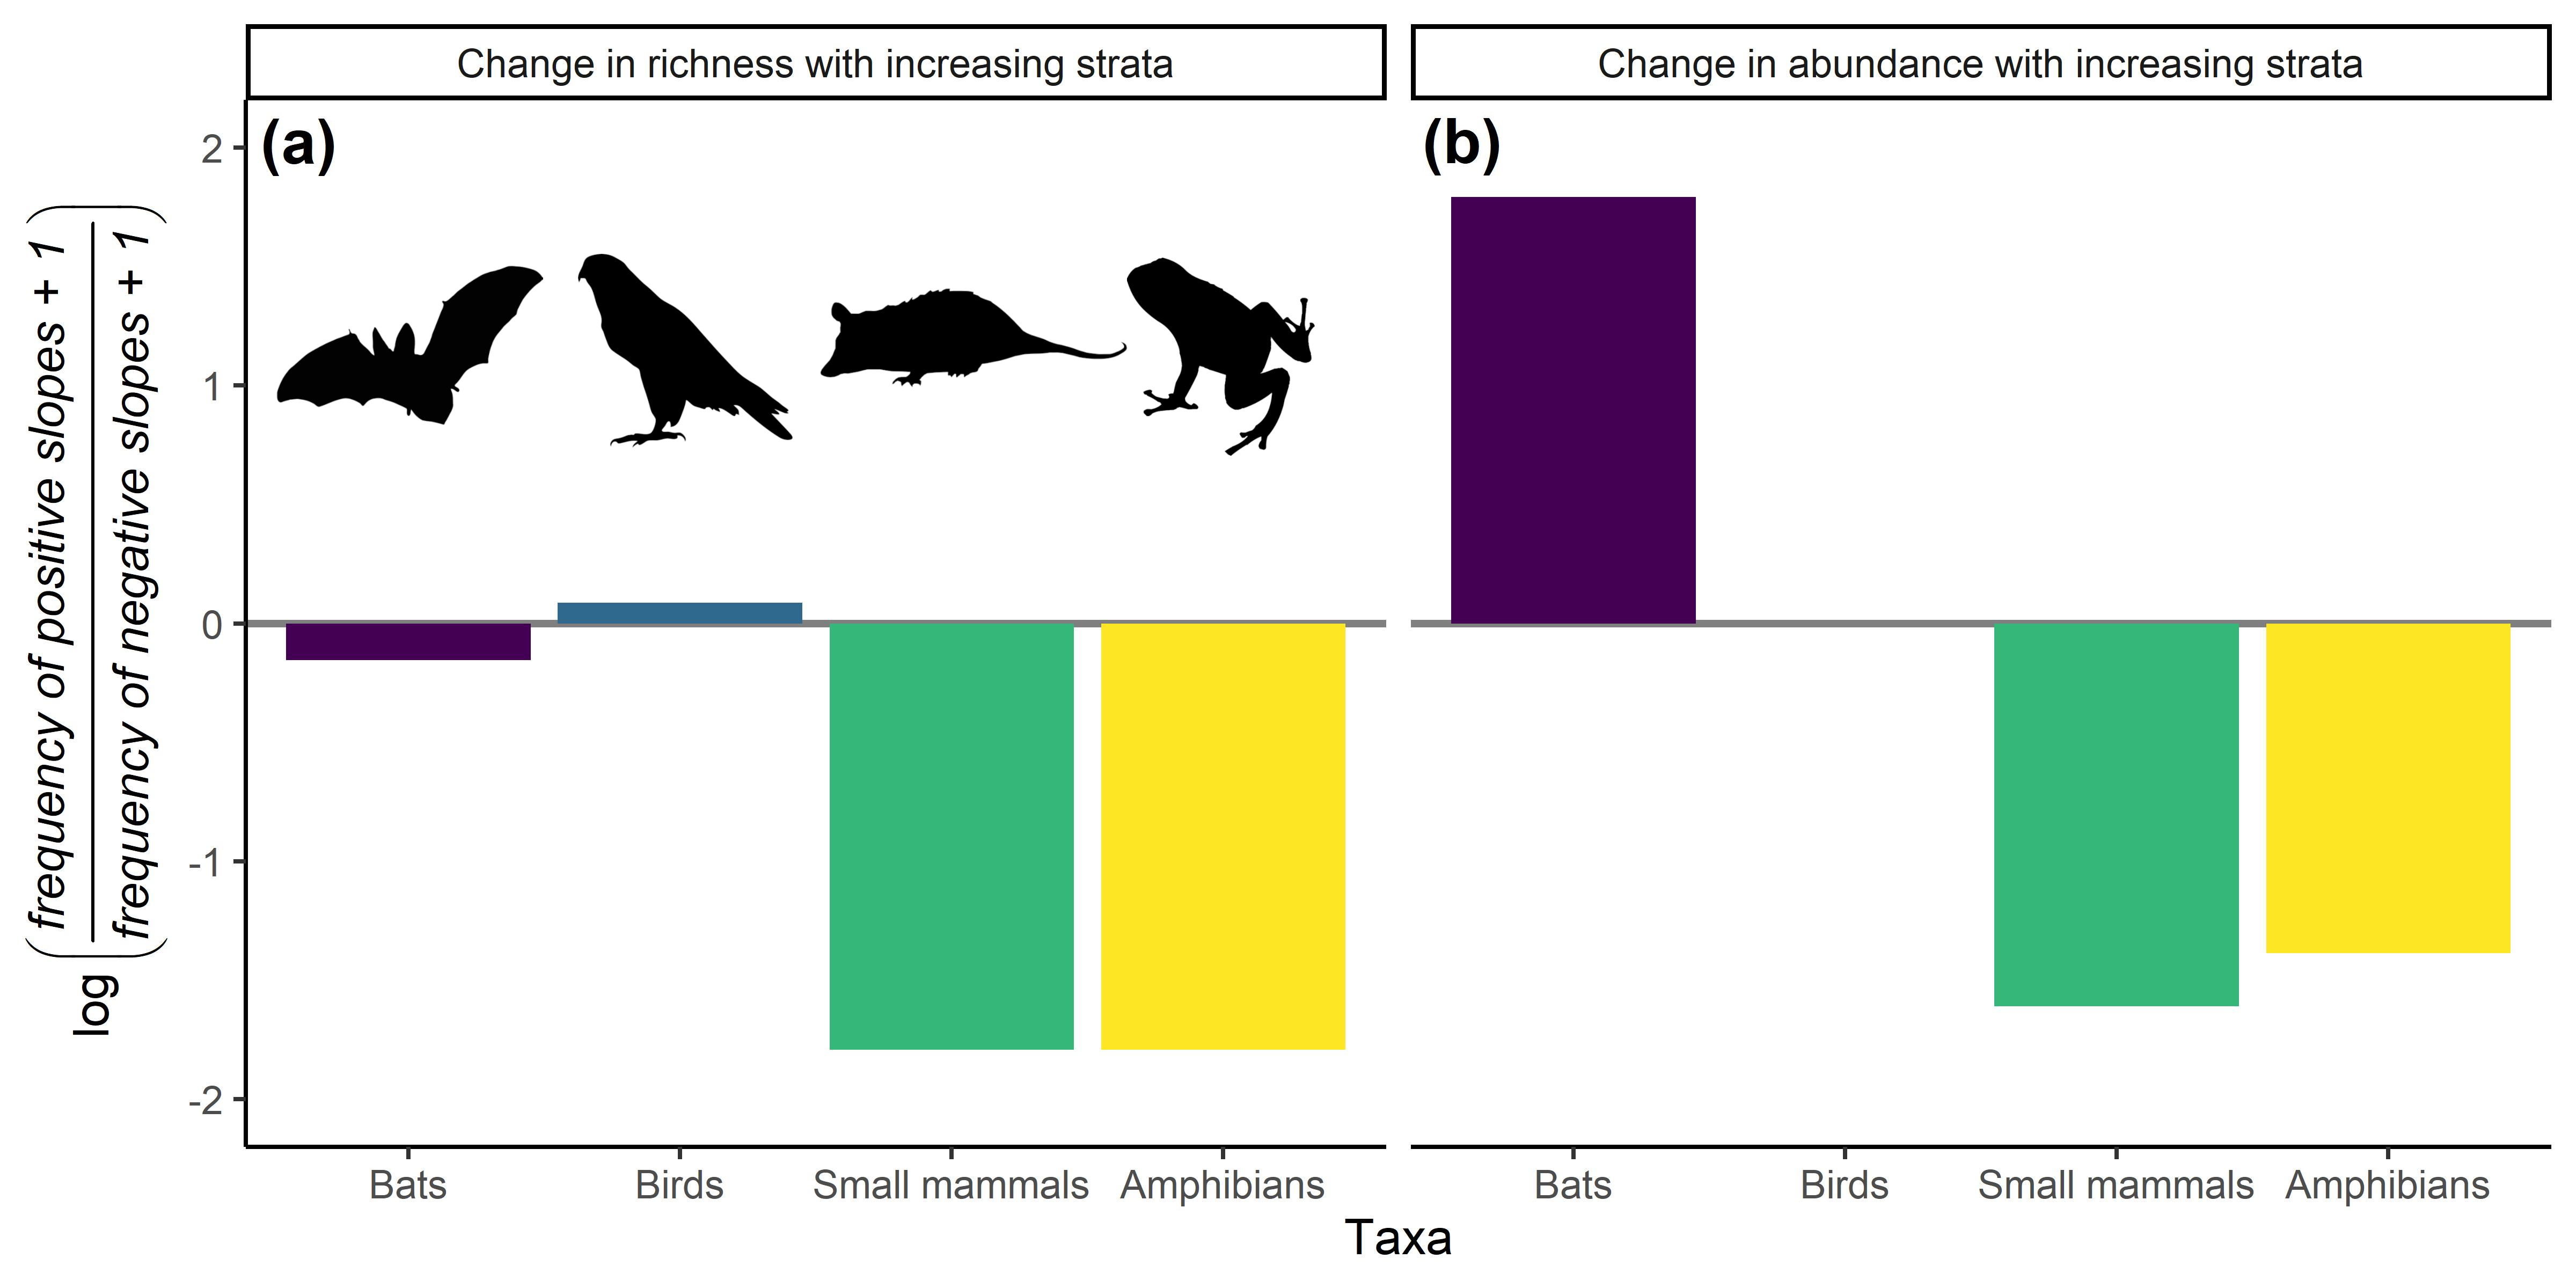 Change in richness with increasing strata
Change in abundance with increasing strata
(a)
(b)
log
(frequency of positive slopes + 1
frequency of negative slopes + 1)
2
1
0
-1
-2
Bats
Birds
Small mammals
Amphibians
Bats
Birds
Small mammals
Amphibians
Taxa